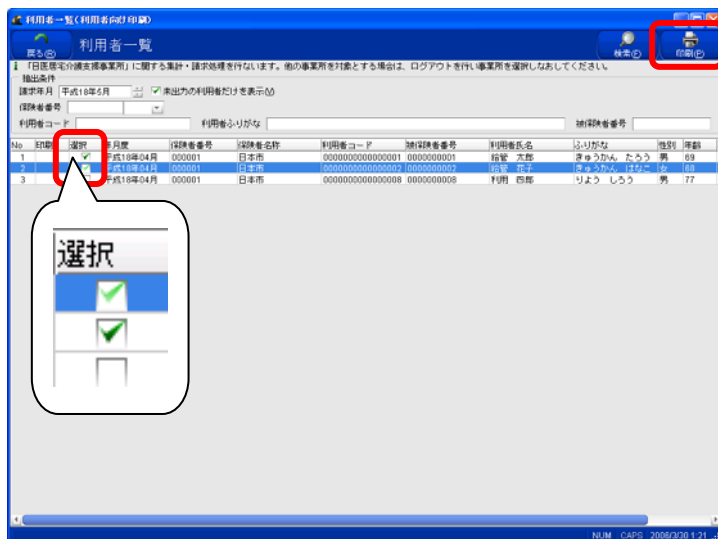 利用者一覧(利用者向け印刷)
戻る(R) 利用者一覧 検索(F) 印刷(P)
「日医居宅介護支援事業所」に関する集計・請求処理を行ないます。他の事業所を対象とする場合は、ログアウトを行い事業所を選択しなおしてください。
抽出条件
請求年月 平成18年5月 未出力の利用者だけを表示(V)
保険者番号
利用者コード 利用者ふりがな 被保険者番号
No 印刷 選択 年月度 保険者番号 保険者名称 利用者コード 被保険者番号 利用者氏名 ふりがな 性別 年齢
1 平成18年04月 000001 日本市 0000000000000001 0000000001 給管 太郎 きゅうかん たろう 男 69
2 平成18年04月 000001 日本市 0000000000000002 0000000002 給管 花子 きゅうかん はなこ 女 68
3 平成18年04月 000001 日本市 0000000000000008 0000000008 利用 四郎 りよう しろう 男 77
選択
NUM CAPS 2006/3/30 1:21